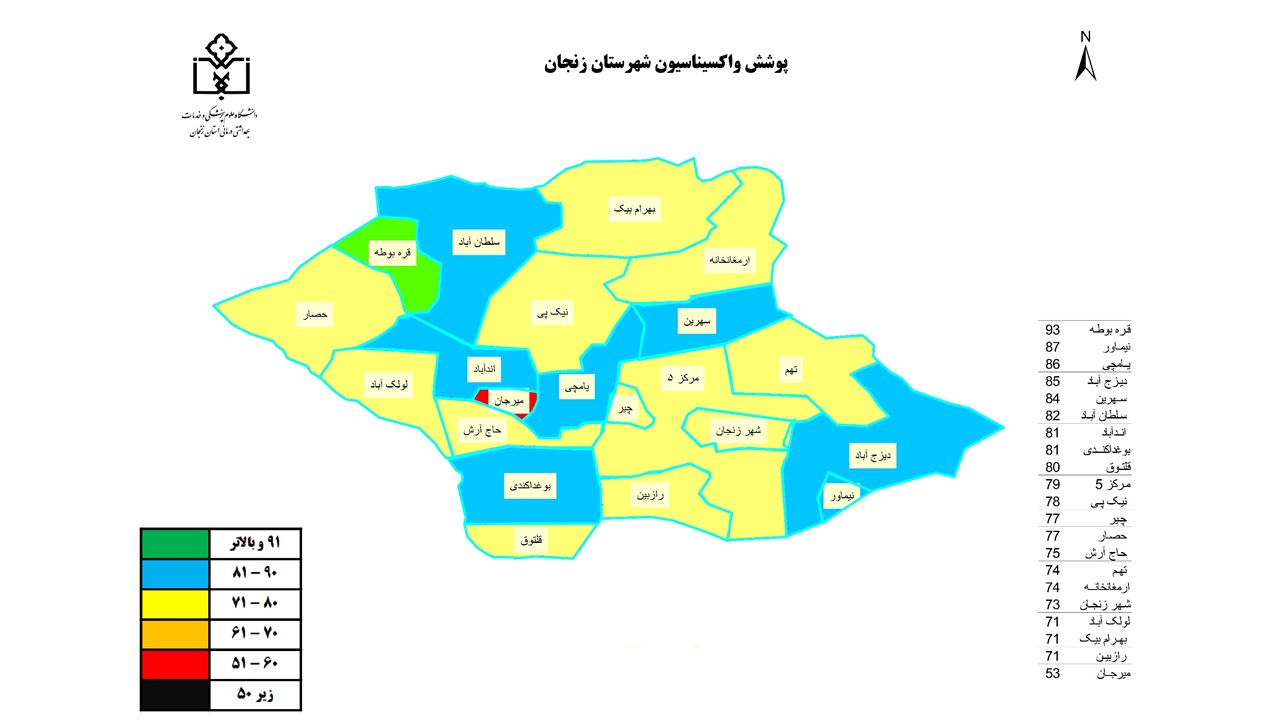 پوشش واکسیناسیون شهرستان زنجان
N
دانشگاه علوم پزشکی و خدمات
بهداشتی درمانی استان زنجان
بهرام بیک
سلطان آباد
قره بوطه
ارمغانخانه
حصار
نیک پی
سهرین
اندآباد
تهم
مرکز ۵
لولک آباد
یامچی
میرجان
چیر
حاج آرش
شهر زنجان
دیزج آباد
بوغداکندی
رازبین
نیماور
قلتوق
قره بوطه 93
نیماور 87
یامچی 86
دیزج آباد 85
سهرین 84
سلطان آباد 82
اندآباد 81
بوغداکندی 81
قلتوق 80
مرکز 5 79
نیک پی 78
چیر 77
حصار 77
حاج آرش 75
تهم 74
ارمغانخانه 74
شهر زنجان 73
لولک آباد 71
بهرام بیک 71
رازبین 71
میرجان 53
۹۱ و بالاتر
۸۱ – ۹۰
۷۱ – ۸۰
۶۱ – ۷۰
۵۱ – ۶۰
زیر ۵۰